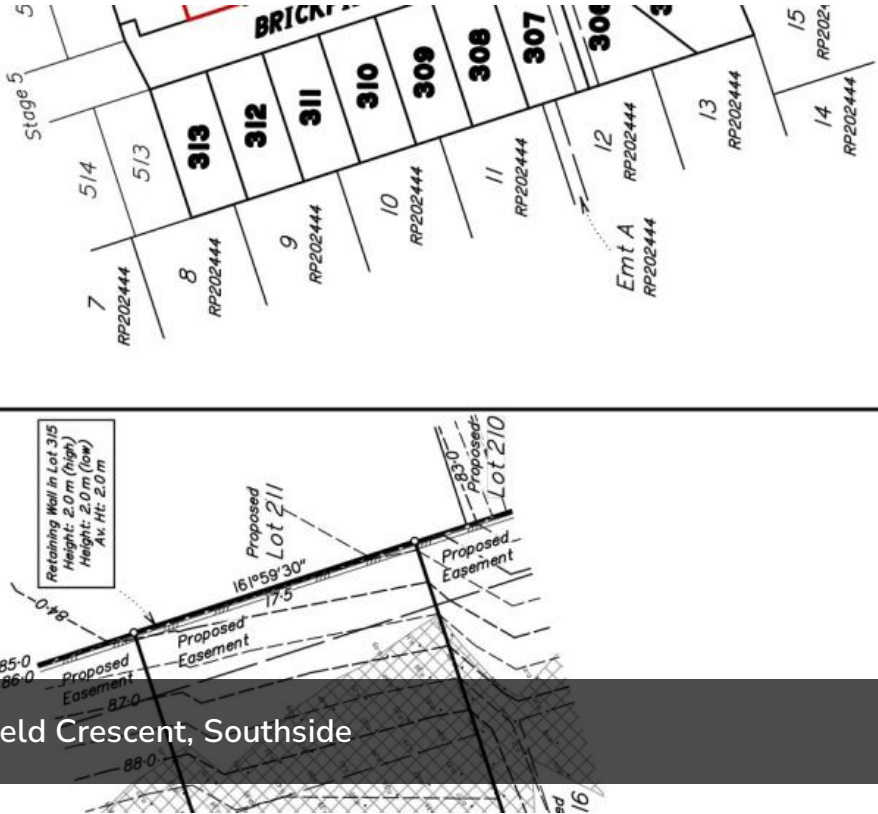 BRICKFI
Stage 5
514
513
313
312
311
310
309
308
307
306
7
RP202444
8
RP202444
9
RP202444
10
RP202444
11
RP202444
12
RP202444
13
RP202444
14
RP202444
15
Emt A
RP202444
Retaining Wall in Lot 315
Height: 2.0 m (high)
Height: 2.0 m (low)
Av. Ht: 2.0 m
Proposed
Lot 211
Proposed
Lot 210
83·0
161°59'30"
17·5
84·0
85·0
86·0
Proposed
Easement
Proposed
Easement
Proposed
Easement
87·0
88·0
eld Crescent, Southside
16